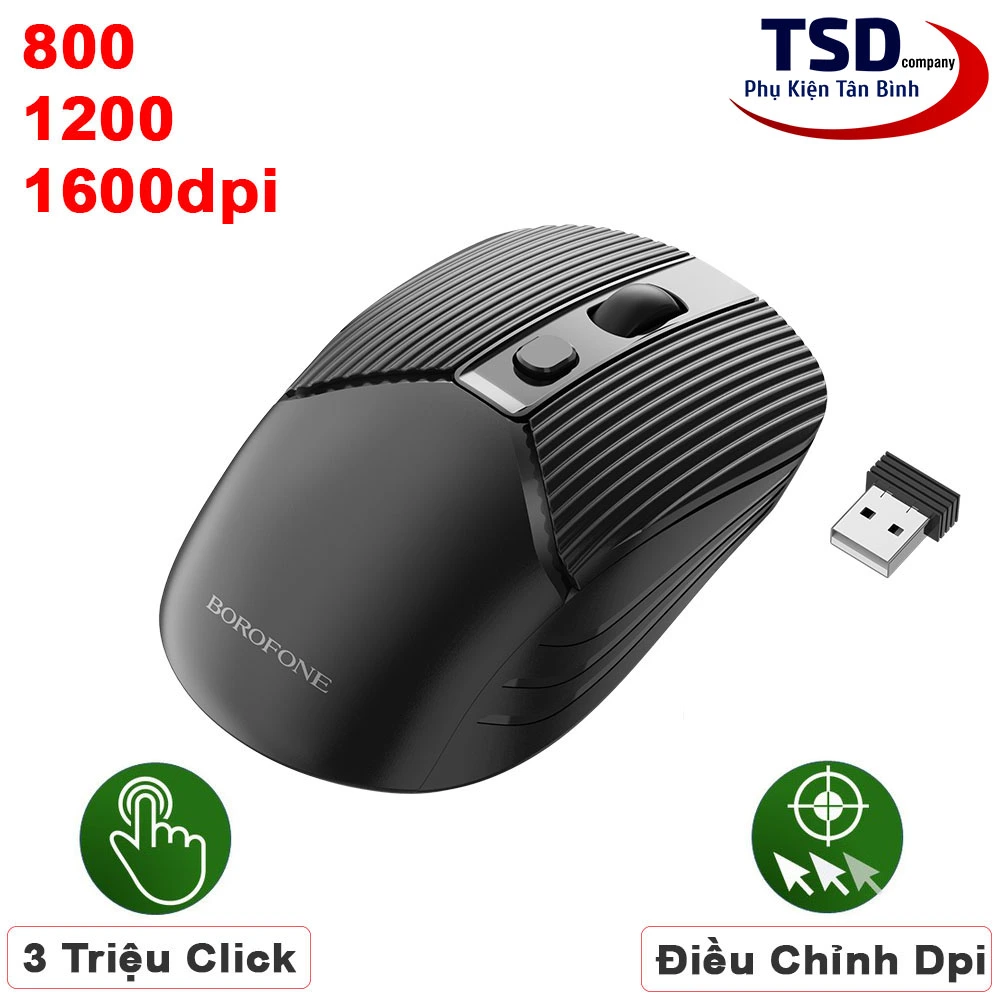 800
1200
1600dpi
TSD company
Phụ Kiện Tân Bình
BOROFONE
3 Triệu Click
Điều Chỉnh Dpi